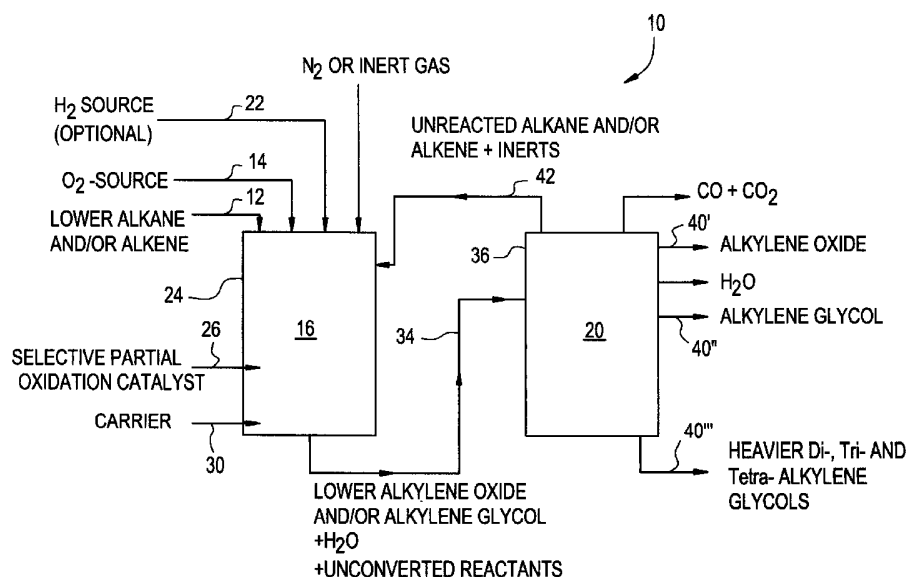 10
N2 OR INERT GAS
H2 SOURCE
(OPTIONAL)
22
UNREACTED ALKANE AND/OR
ALKENE + INERTS
O2 -SOURCE
14
42
CO + CO2
LOWER ALKANE
AND/OR ALKENE
12
40'
ALKYLENE OXIDE
24
36
H2O
16
34
20
ALKYLENE GLYCOL
40"
SELECTIVE PARTIAL
OXIDATION CATALYST
26
CARRIER
30
40'''
HEAVIER Di-, Tri- AND
Tetra- ALKYLENE
GLYCOLS
LOWER ALKYLENE OXIDE
AND/OR ALKYLENE GLYCOL
+H2O
+UNCONVERTED REACTANTS